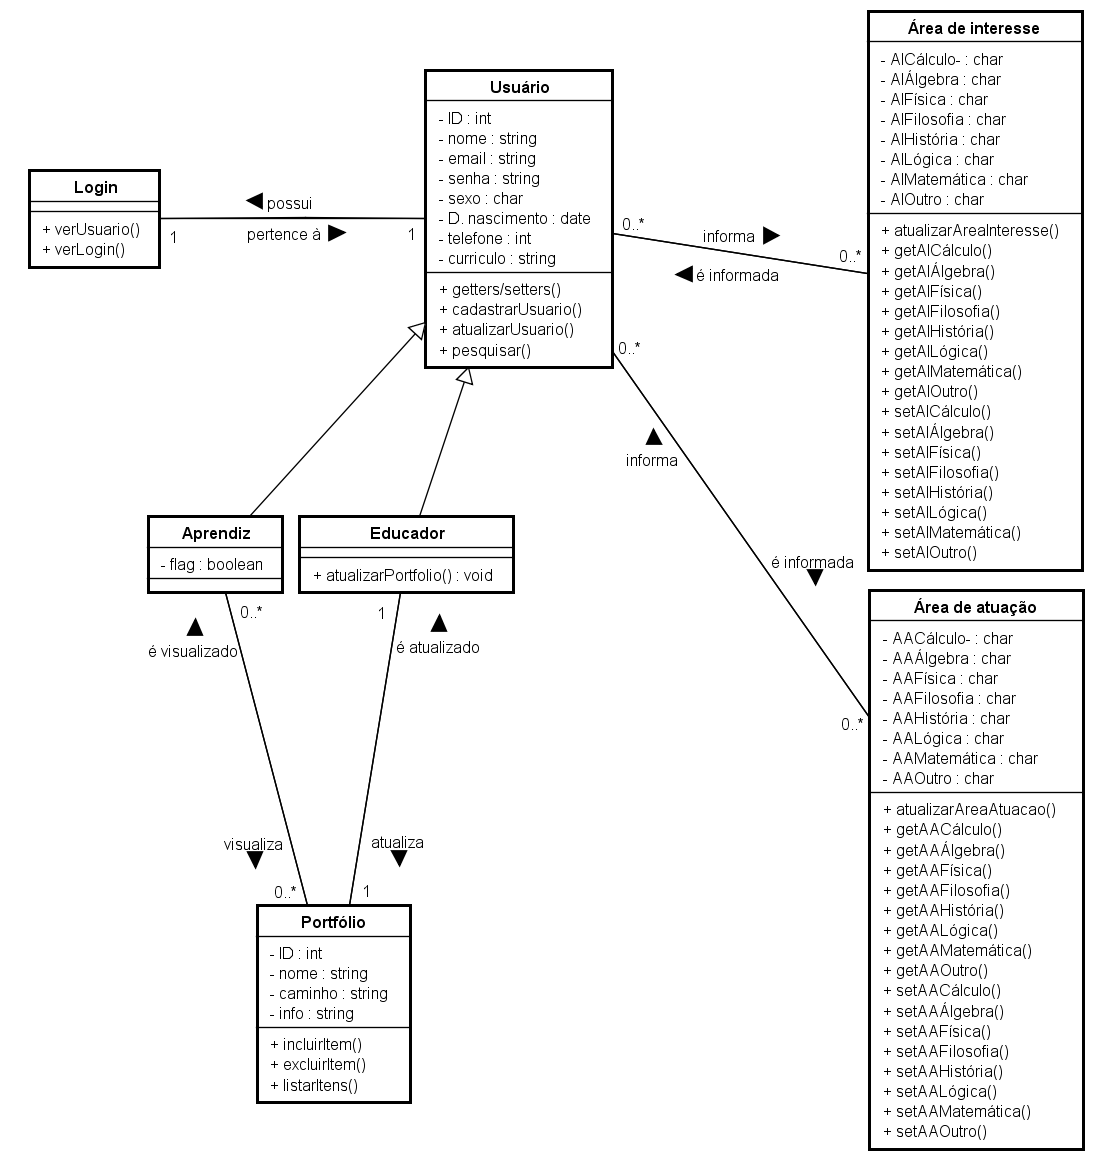 Login
+ verUsuario()
+ verLogin()
possui
pertence à
1
1
Usuário
- ID : int
- nome : string
- email : string
- senha : string
- sexo : char
- D. nascimento : date
- telefone : int
- curriculo : string
+ getters/setters()
+ cadastrarUsuario()
+ atualizarUsuario()
+ pesquisar()
0..*
informa
é informada
0..*
Área de interesse
- AICálculo- : char
- AIÁlgebra : char
- AIFísica : char
- AIFilosofia : char
- AIHistória : char
- AILógica : char
- AIMatemática : char
- AIOutro : char
+ atualizarAreaInteresse()
+ getAICálculo()
+ getAIÁlgebra()
+ getAIFísica()
+ getAIFilosofia()
+ getAIHistória()
+ getAILógica()
+ getAIMatemática()
+ getAIOutro()
+ setAICálculo()
+ setAIÁlgebra()
+ setAIFísica()
+ setAIFilosofia()
+ setAIHistória()
+ setAILógica()
+ setAIMatemática()
+ setAIOutro()
0..*
informa
é informada
0..*
Aprendiz
- flag : boolean
Educador
+ atualizarPortfolio() : void
0..*
é visualizado
1
é atualizado
visualiza
atualiza
0..*
1
Portfólio
- ID : int
- nome : string
- caminho : string
- info : string
+ incluirItem()
+ excluirItem()
+ listarItens()
Área de atuação
- AACálculo- : char
- AAÁlgebra : char
- AAFísica : char
- AAFilosofia : char
- AAHistória : char
- AALógica : char
- AAMatemática : char
- AAOutro : char
+ atualizarAreaAtuacao()
+ getAACálculo()
+ getAAÁlgebra()
+ getAAFísica()
+ getAAFilosofia()
+ getAAHistória()
+ getAALógica()
+ getAAMatemática()
+ getAAOutro()
+ setAACálculo()
+ setAAÁlgebra()
+ setAAFísica()
+ setAAFilosofia()
+ setAAHistória()
+ setAALógica()
+ setAAMatemática()
+ setAAOutro()